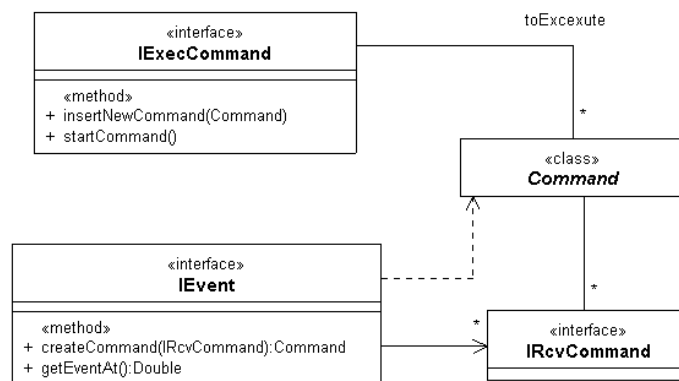 «interface»
IExecCommand
«method»
+ insertNewCommand(Command)
+ startCommand()
toExcexute
*
«class»
Command
*
«interface»
IEvent
«method»
+ createCommand(IRcvCommand):Command
+ getEventAt():Double
*
«interface»
IRcvCommand